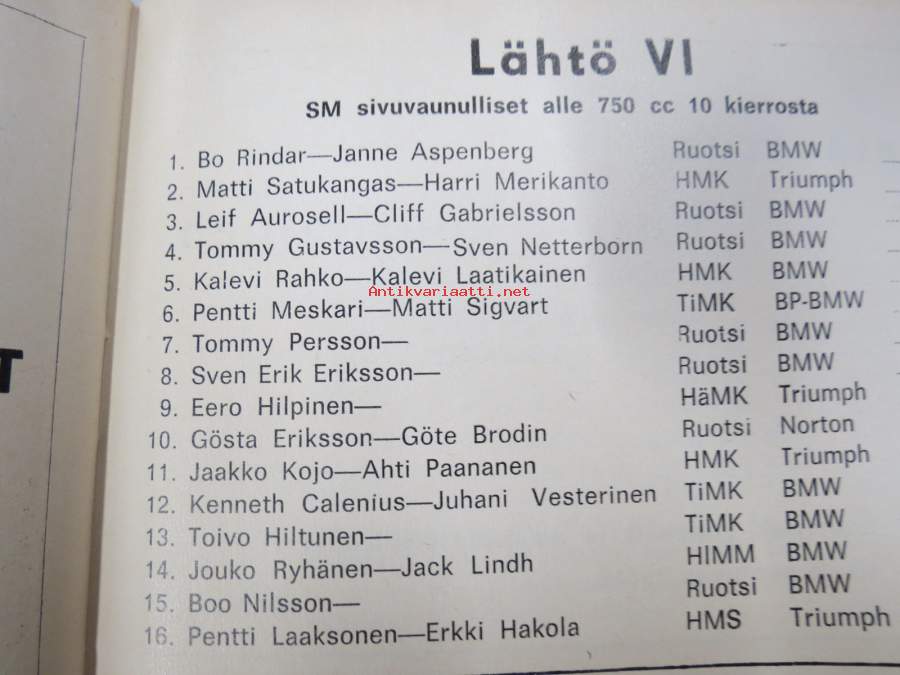 Lähtö VI
SM sivuvaunulliset alle 750 cc 10 kierrosta
1. Bo Rindar—Janne Aspenberg Ruotsi BMW
2. Matti Satukangas—Harri Merikanto HMK Triumph
3. Leif Aurosell—Cliff Gabrielsson Ruotsi BMW
4. Tommy Gustavsson—Sven Netterborn Ruotsi BMW
5. Kalevi Rahko—Kalevi Laatikainen HMK BMW
Antikvariaatti.net
6. Pentti Meskari—Matti Sigvart TiMK BP-BMW
7. Tommy Persson— Ruotsi BMW
8. Sven Erik Eriksson— Ruotsi BMW
9. Eero Hilpinen— HäMK Triumph
10. Gösta Eriksson—Göte Brodin Ruotsi Norton
11. Jaakko Kojo—Ahti Paananen HMK Triumph
12. Kenneth Calenius—Juhani Vesterinen TiMK BMW
13. Toivo Hiltunen— TiMK BMW
14. Jouko Ryhänen—Jack Lindh HIMM BMW
15. Boo Nilsson— Ruotsi BMW
16. Pentti Laaksonen—Erkki Hakola HMS Triumph
T